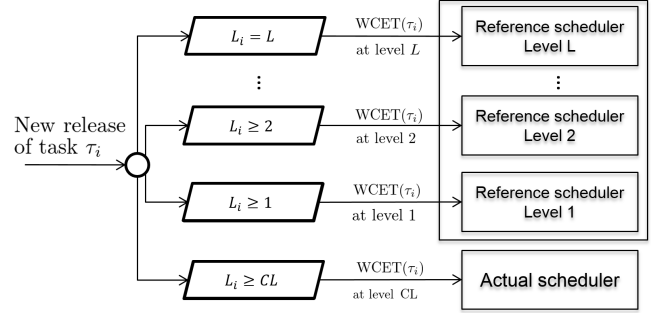 L_i = L
WCET(τ_i)
at level L
Reference scheduler
Level L
⋮
⋮
New release
of task τ_i
L_i ≥ 2
WCET(τ_i)
at level 2
Reference scheduler
Level 2
L_i ≥ 1
WCET(τ_i)
at level 1
Reference scheduler
Level 1
L_i ≥ CL
WCET(τ_i)
at level CL
Actual scheduler